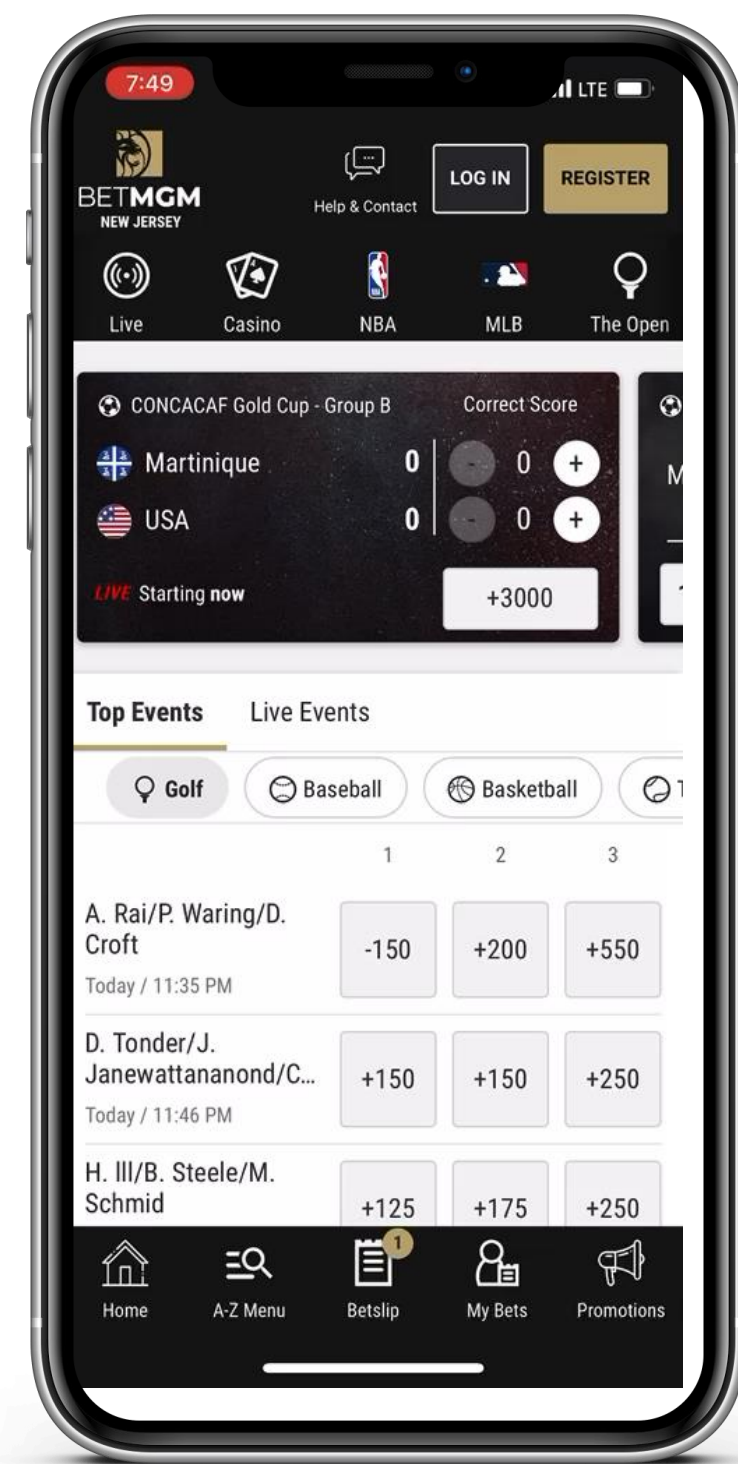 7:49
LTE
BETMGM
NEW JERSEY
Help & Contact
LOG IN
REGISTER
Live
Casino
NBA
MLB
The Open
CONCACAF Gold Cup - Group B
Correct Score
Martinique 0 - 0 +
USA 0 - 0 +
LIVE Starting now
+3000
M
Top Events
Live Events
Golf
Baseball
Basketball
T
1 2 3
A. Rai/P. Waring/D.
Croft
-150 +200 +550
Today / 11:35 PM
D. Tonder/J.
Janewattananond/C...
+150 +150 +250
Today / 11:46 PM
H. lll/B. Steele/M.
Schmid
+125 +175 +250
1
Home
A-Z Menu
Betslip
My Bets
Promotions